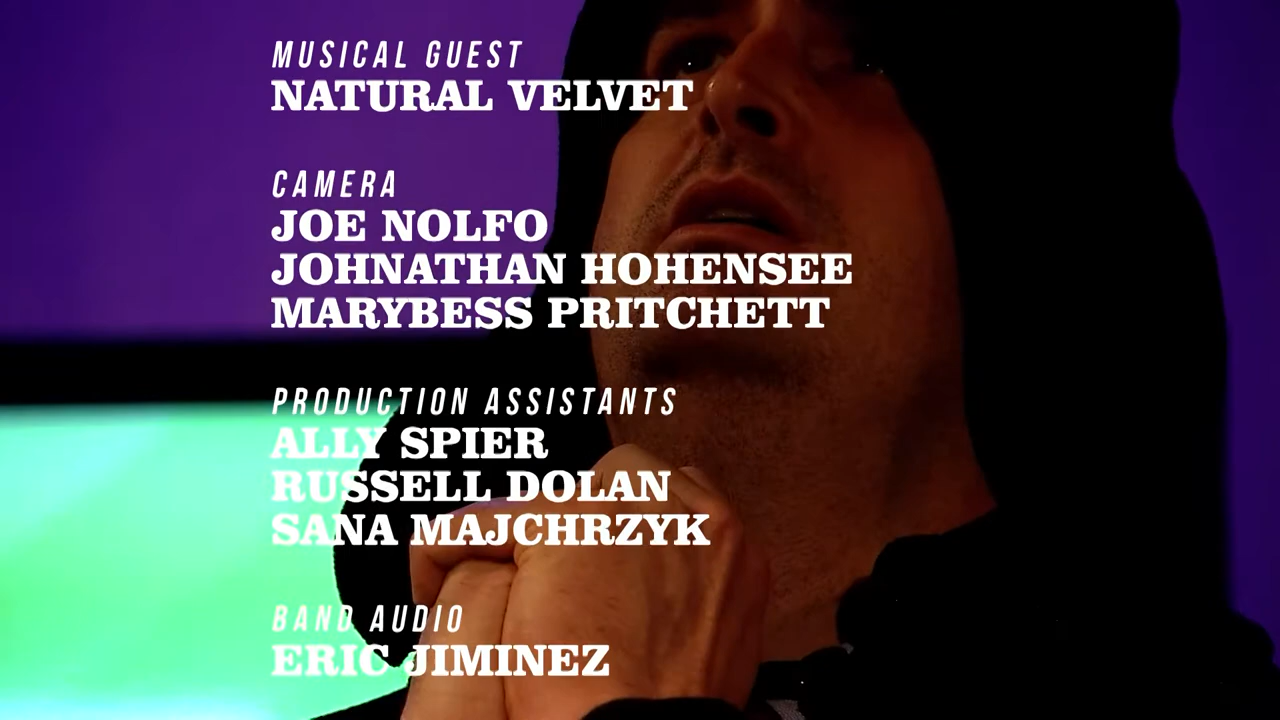 MUSICAL GUEST
NATURAL VELVET
CAMERA
JOE NOLFO
JOHNATHAN HOHENSEE
MARYBESS PRITCHETT
PRODUCTION ASSISTANTS
ALLY SPIER
RUSSELL DOLAN
SANA MAJCHRZYK
BAND AUDIO
ERIC JIMINEZ